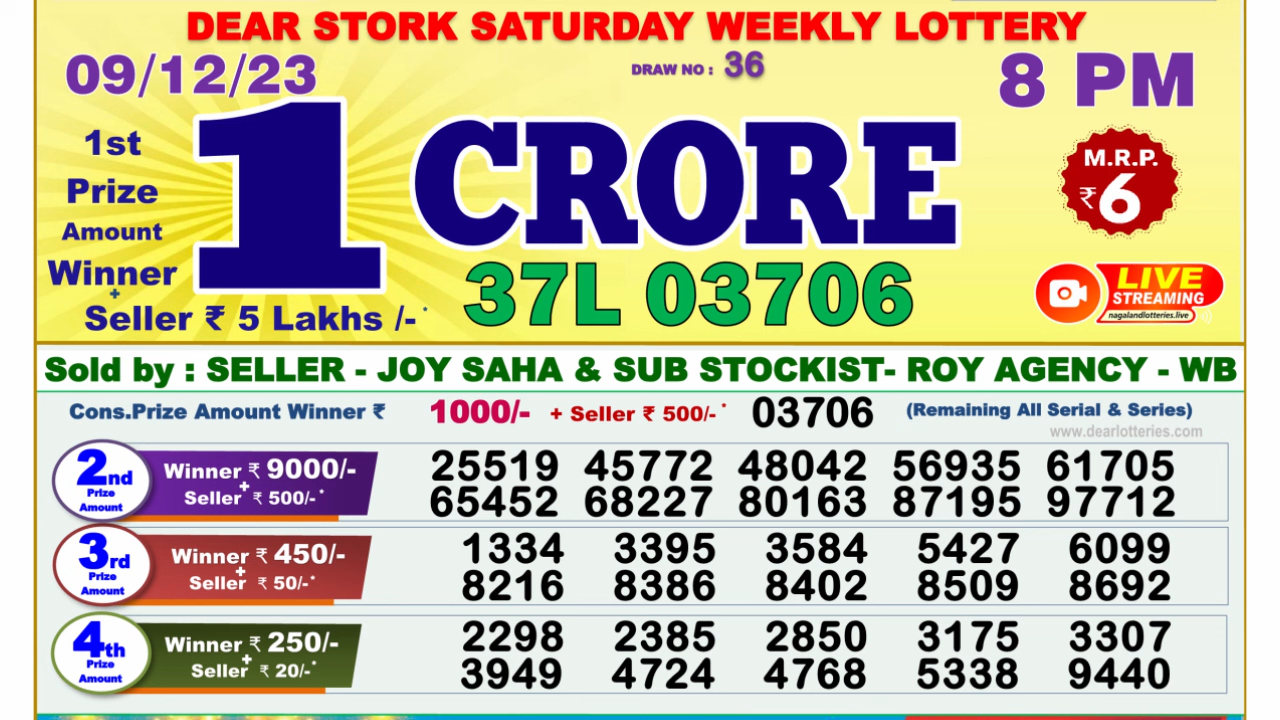 DEAR STORK SATURDAY WEEKLY LOTTERY
09/12/23
DRAW NO : 36
8 PM
1st
Prize
Amount
Winner
+
Seller ₹ 5 Lakhs /-*
1 CRORE
37L 03706
M.R.P.
₹6
LIVE
STREAMING
nagalandlotteries.live
Sold by : SELLER - JOY SAHA & SUB STOCKIST- ROY AGENCY - WB
Cons.Prize Amount Winner ₹ 1000/- + Seller ₹ 500/-* 03706 (Remaining All Serial & Series)
www.dearlotteries.com
2nd
Prize
Amount
Winner ₹ 9000/-
+
Seller ₹ 500/-*
25519 45772 48042 56935 61705
65452 68227 80163 87195 97712
3rd
Prize
Amount
Winner ₹ 450/-
+
Seller ₹ 50/-*
1334 3395 3584 5427 6099
8216 8386 8402 8509 8692
4th
Prize
Amount
Winner ₹ 250/-
+
Seller ₹ 20/-*
2298 2385 2850 3175 3307
3949 4724 4768 5338 9440